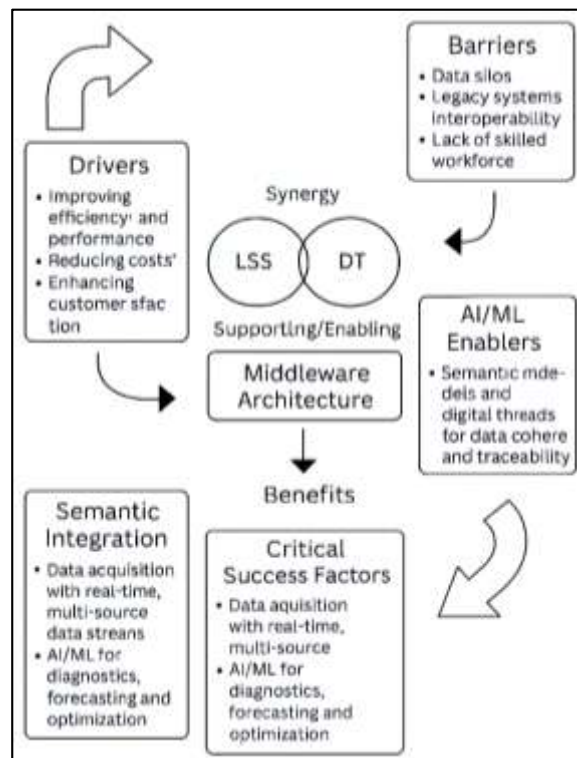 Barriers
• Data silos
• Legacy systems
interoperability
• Lack of skilled
workforce
Drivers
• Improving
efficiency' and
performance
• Reducing costs'
• Enhancing
customer sfac
tion
Synergy
LSS
DT
Supporting/Enabling
Middleware
Architecture
AI/ML
Enablers
• Semantic mde-
dels and
digital threads
for data cohere
and traceability
Benefits
Semantic
Integration
• Data acquisition
with real-time,
multi-source
data streans
• AI/ML for
diagnostics,
forecasting and
optimization
Critical
Success Factors
• Data aquisition
with real-time,
multi-source
• AI/ML for
diagnostics,
forecasting and
optimization